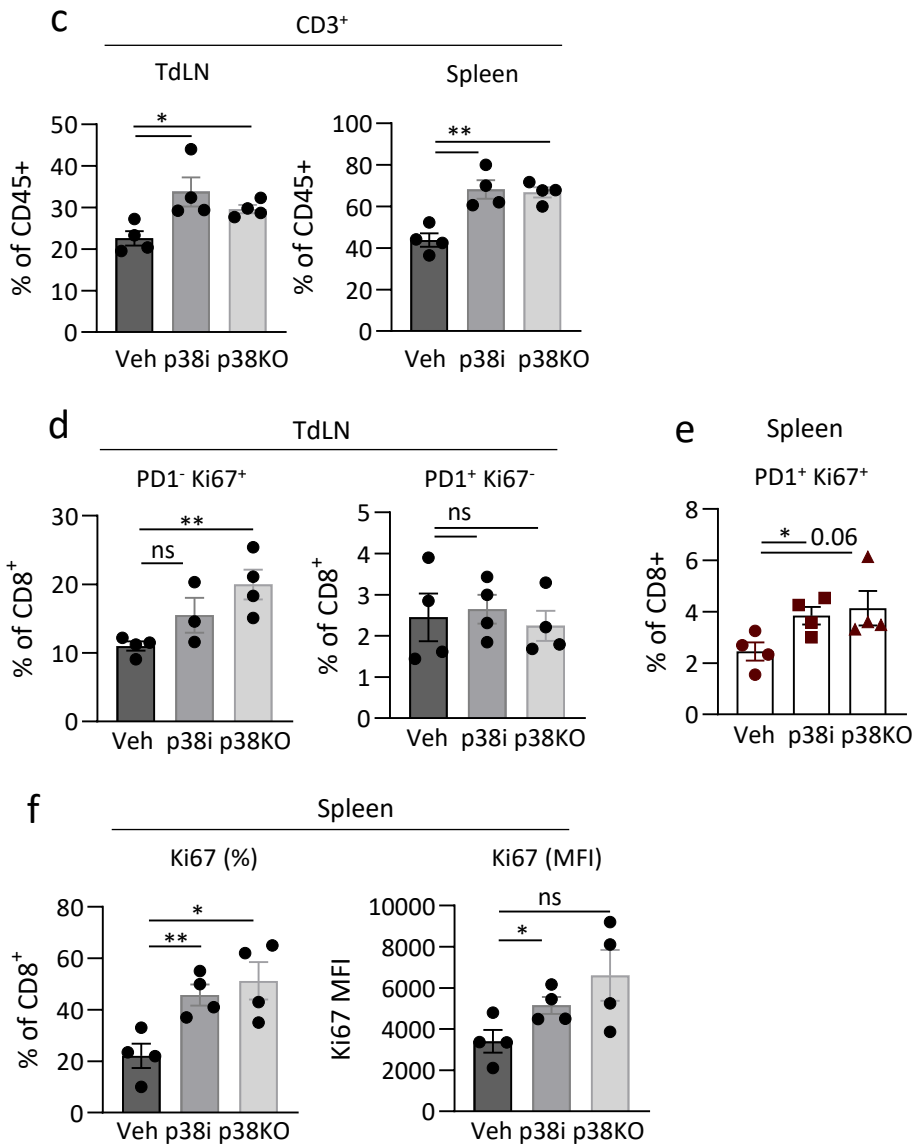 c
CD3⁺
TdLN
Spleen
% of CD45+
50
40
30
20
10
0
*
Veh p38i p38KO
% of CD45+
100
80
60
40
20
0
**
Veh p38i p38KO
d
TdLN
PD1⁻ Ki67⁺
% of CD8⁺
30
20
10
0
**
ns
Veh p38i p38KO
PD1⁺ Ki67⁻
% of CD8⁺
5
4
3
2
1
0
ns
Veh p38i p38KO
e
Spleen
PD1⁺ Ki67⁺
% of CD8+
8
6
4
2
0
* 0.06
Veh p38i p38KO
f
Spleen
Ki67 (%)
% of CD8⁺
80
60
40
20
0
*
**
Veh p38i p38KO
Ki67 (MFI)
Ki67 MFI
10000
8000
6000
4000
2000
0
ns
*
Veh p38i p38KO